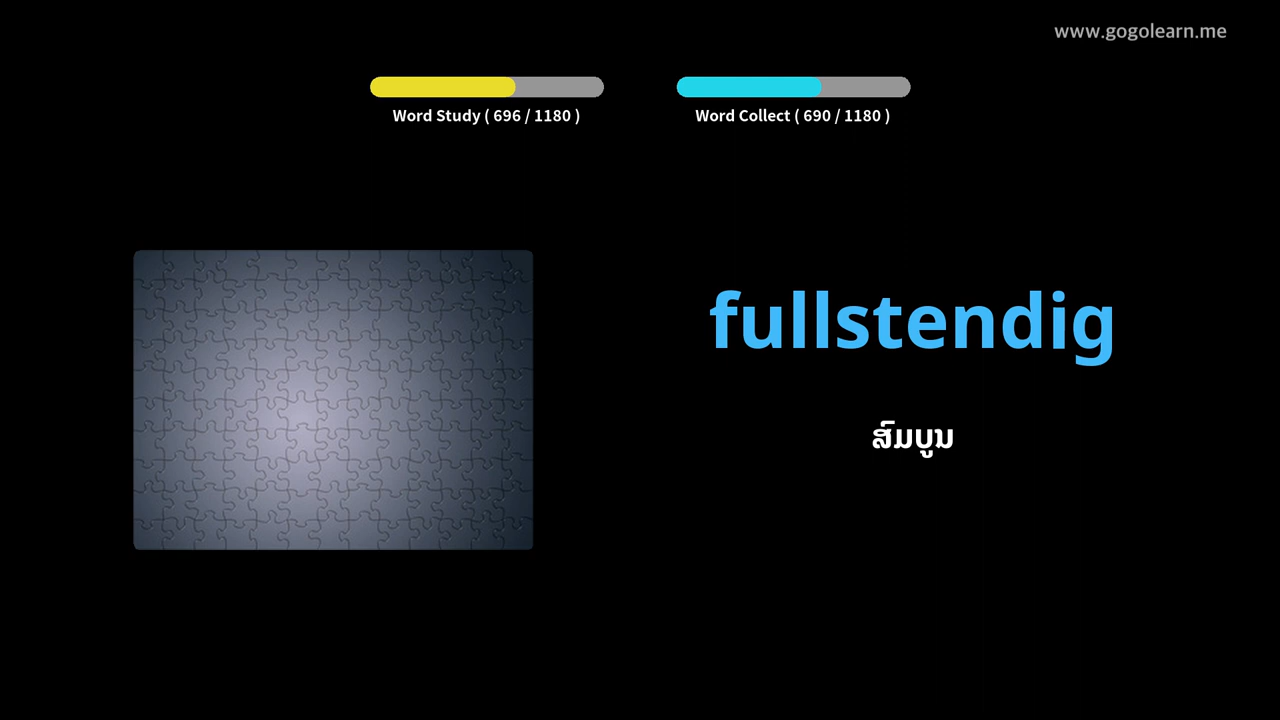 www.gogolearn.me
Word Study ( 696 / 1180 )
Word Collect ( 690 / 1180 )
fullstendig
ສົມບູນ